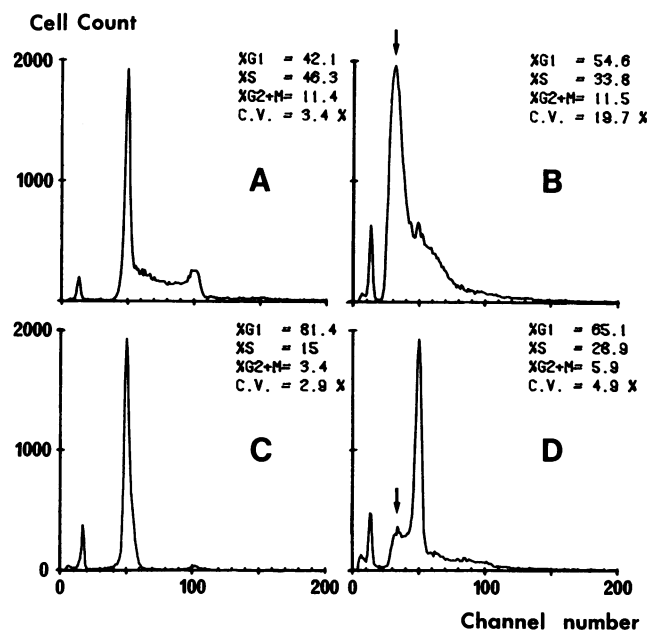 Cell Count
2000
1000
%G1 = 42.1
%S = 46.3
%G2+M= 11.4
C.V. = 3.4 %
A
%G1 = 54.6
%S = 33.8
%G2+M= 11.5
C.V. = 19.7 %
B
2000
1000
0
0 100 200
%G1 = 81.4
%S = 15
%G2+M= 3.4
C.V. = 2.9 %
C
%G1 = 65.1
%S = 28.9
%G2+M= 5.9
C.V. = 4.9 %
D
0 100 200
Channel number